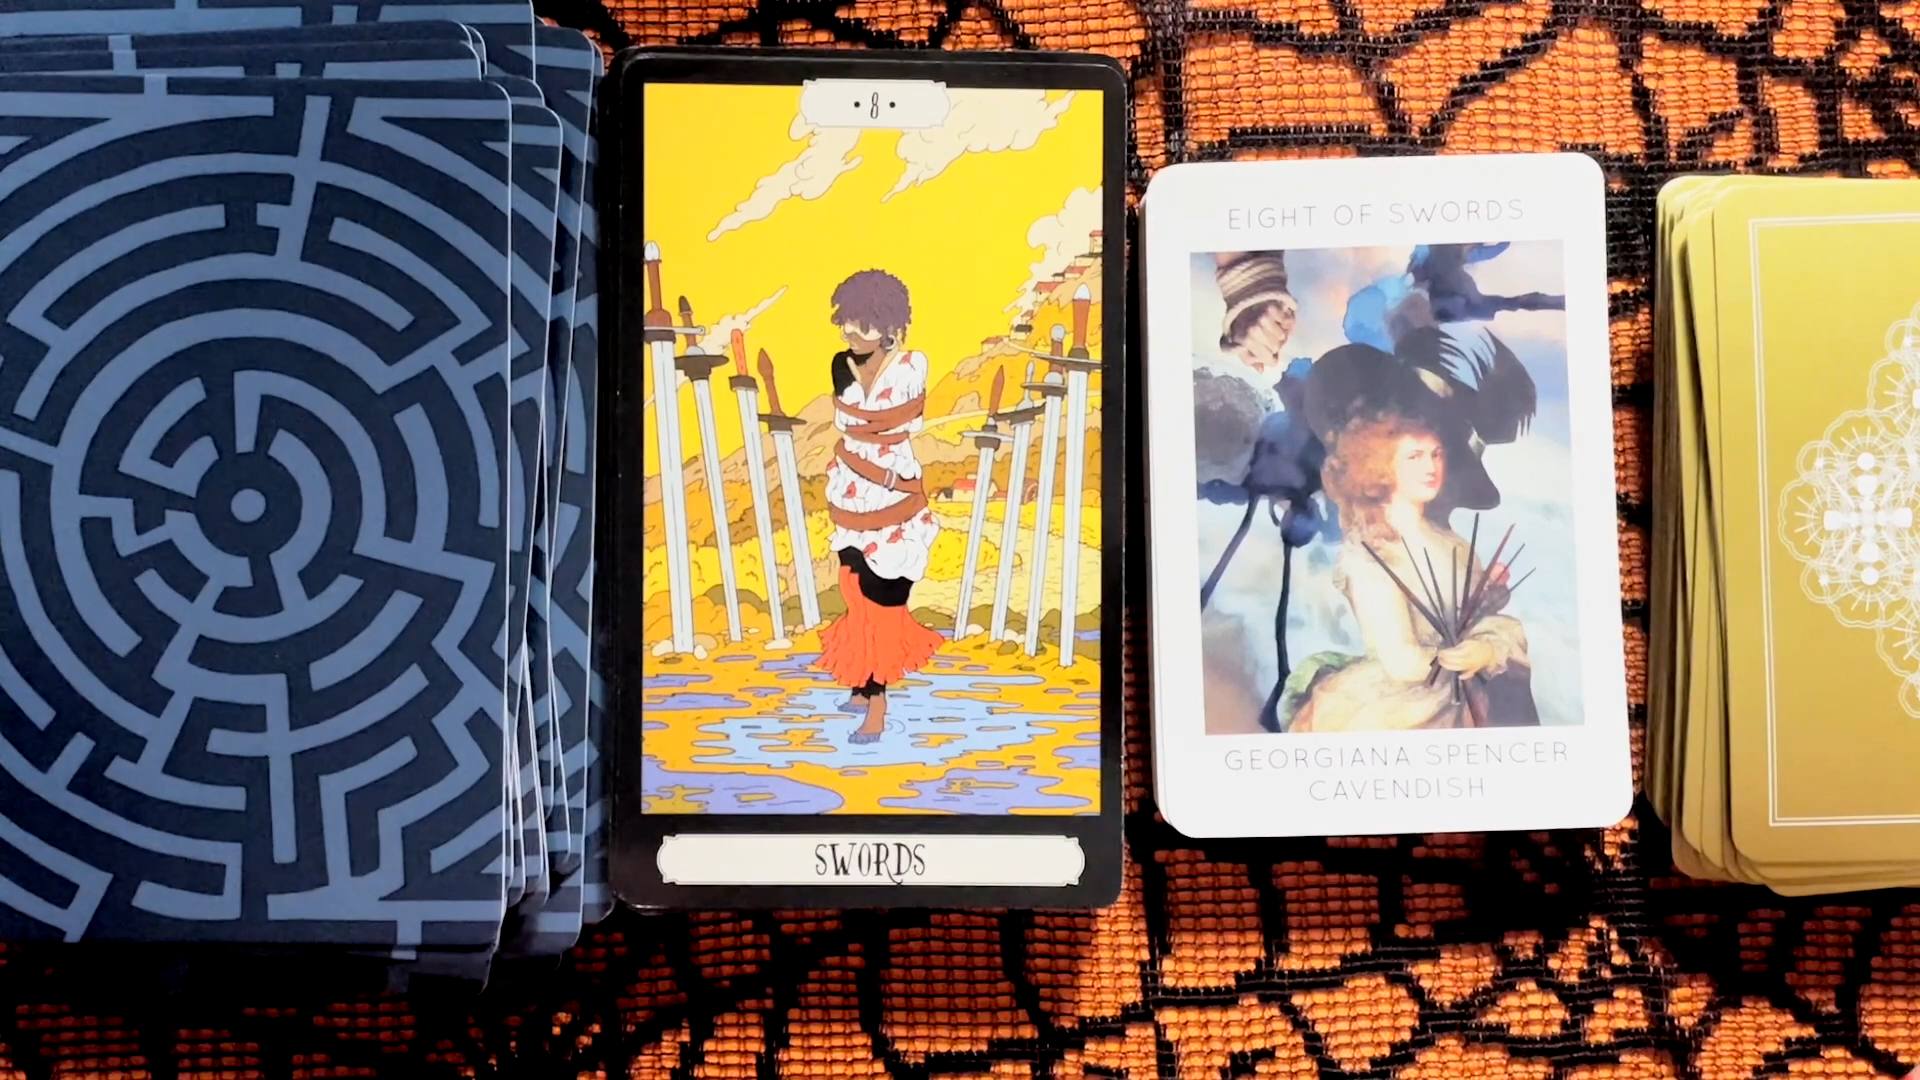 • 8 •
SWORDS
EIGHT OF SWORDS
GEORGIANA SPENCER
CAVENDISH